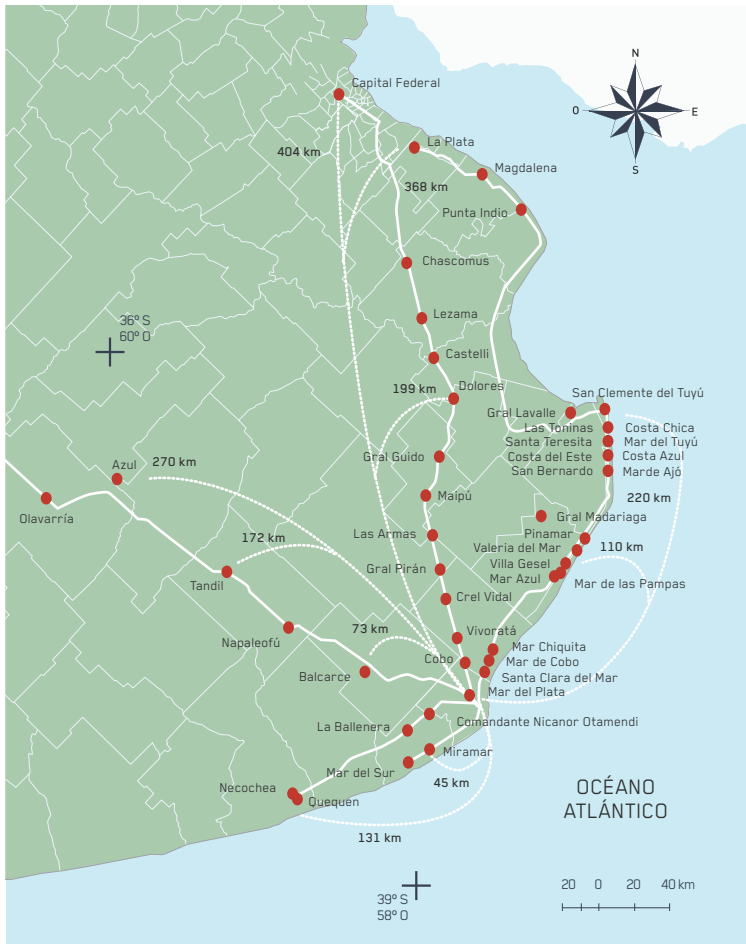 N
O
E
S
Capital Federal
404 km
La Plata
368 km
Magdalena
Punta Indio
Chascomus
36º S
60º O
Lezama
Castelli
199 km
Dolores
San Clemente del Tuyú
Gral Lavalle
Las Toninas
Costa Chica
Santa Teresita
Mar del Tuyú
Costa del Este
Costa Azul
San Bernardo
Marde Ajó
Gral Guido
Azul
270 km
Olavarría
Maipú
220 km
Gral Madariaga
Las Armas
172 km
Pinamar
Valeria del Mar
110 km
Villa Gesel
Mar Azul
Mar de las Pampas
Gral Pirán
Tandil
Crel Vidal
73 km
Vivoratá
Napaleofú
Mar Chiquita
Cobo
Mar de Cobo
Balcarce
Santa Clara del Mar
Mar del Plata
La Ballenera
Comandante Nicanor Otamendi
Miramar
Mar del Sur
45 km
Necochea
Quequén
131 km
OCÉANO
ATLÁNTICO
20 0 20 40 km
39º S
58º O